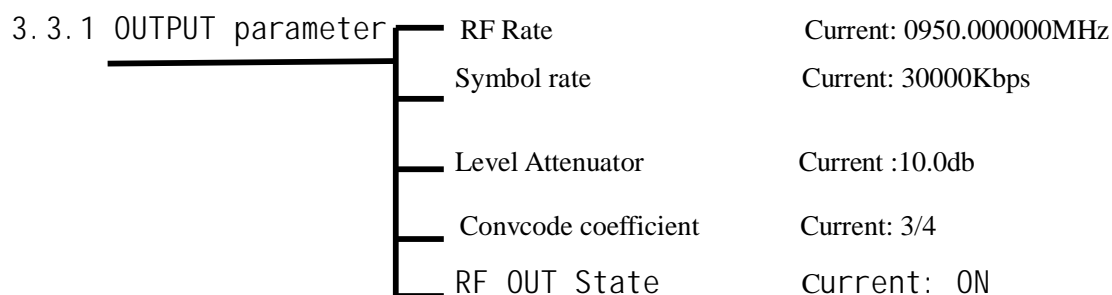 3.3.1 OUTPUT parameter RF Rate Current: 0950.000000MHz
Symbol rate Current: 30000Kbps
Level Attenuator Current :10.0db
Convcode coefficient Current: 3/4
RF OUT State Current: ON